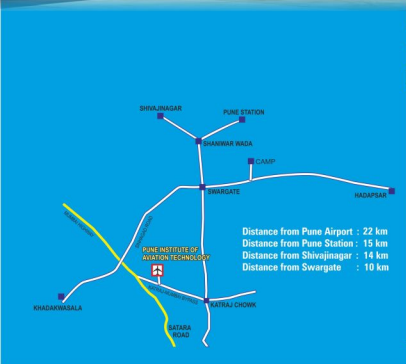 SHIVAJINAGAR
PUNE STATION
SHANIWAR WADA
CAMP
SWARGATE
HADAPSAR
PUNE INSTITUTE OF
AVIATION TECHNOLOGY
Distance from Pune Airport : 22 km
Distance from Pune Station : 15 km
Distance from Shivajinagar : 14 km
Distance from Swargate : 10 km
KHADAKWASALA
KATRAJ CHOWK
SATARA
ROAD